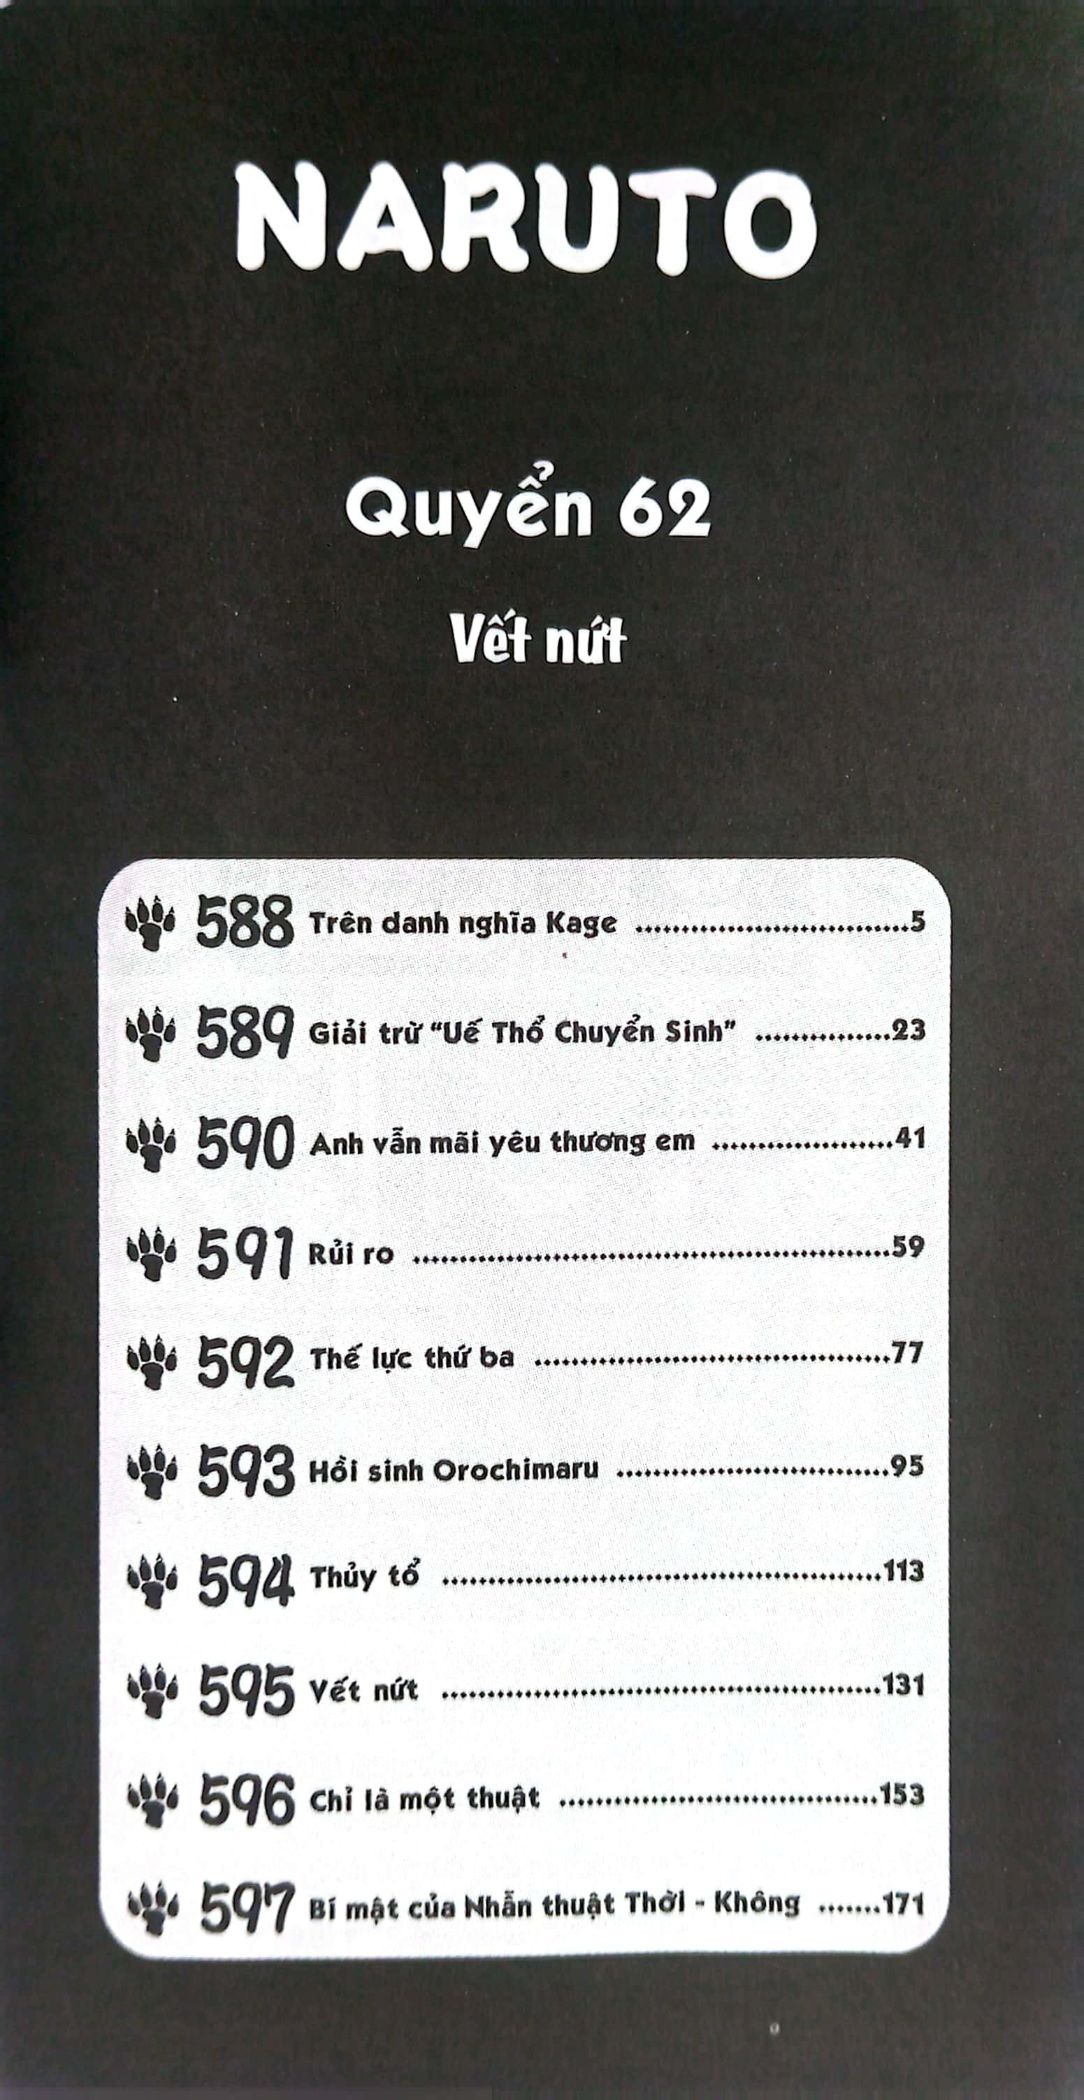 NARUTO
Quyển 62
Vết nứt
588 Trên danh nghĩa Kage ..............................5
589 Giải trừ “Uế Thổ Chuyển Sinh” ...............23
590 Anh vẫn mãi yêu thương em ....................41
591 Rủi ro ....................................................59
592 Thế lực thứ ba .......................................77
593 Hồi sinh Orochimaru ..............................95
594 Thủy tổ ................................................113
595 Vết nứt ................................................131
596 Chỉ là một thuật ...................................153
597 Bí mật của Nhẫn thuật Thời - Không .......171